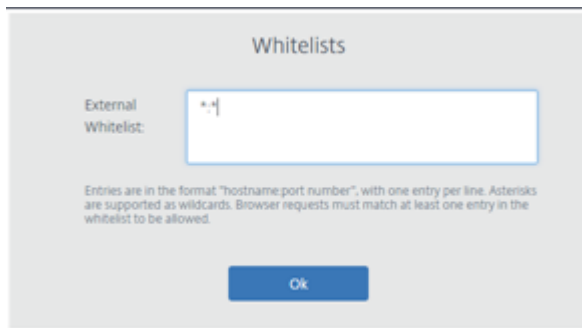 Whitelists
External
Whitelist:
*:*
Entries are in the format "hostname:port number", with one entry per line. Asterisks
are supported as wildcards. Browser requests must match at least one entry in the
whitelist to be allowed.
Ok